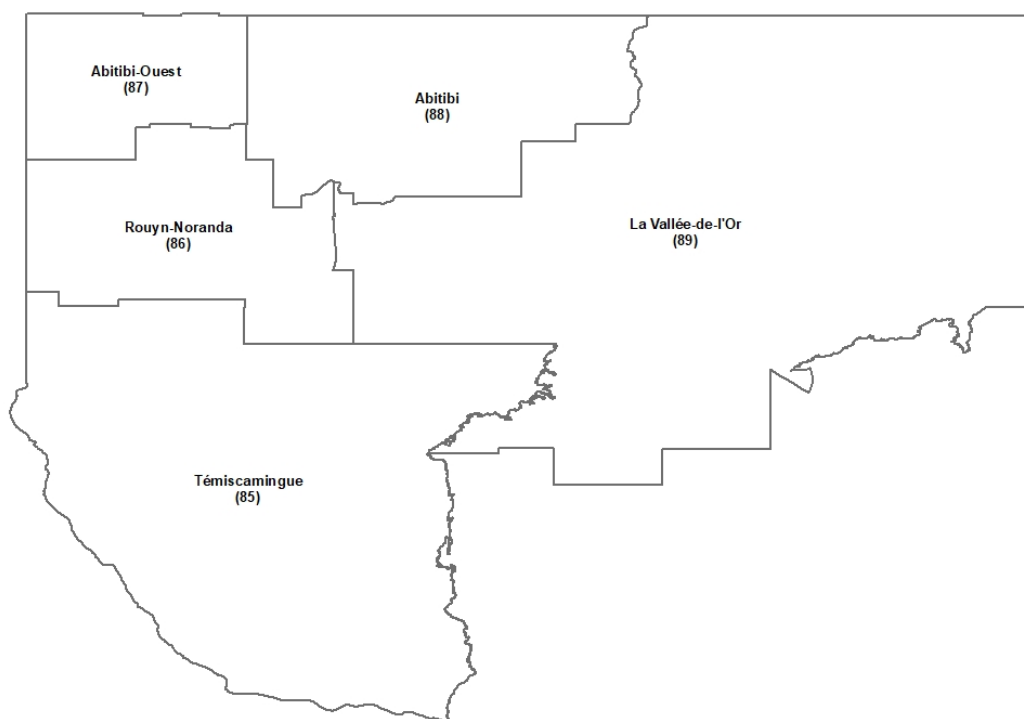 Abitibi-Ouest
(87)
Abitibi
(88)
Rouyn-Noranda
(86)
La Vallée-de-l'Or
(89)
Témiscamingue
(85)